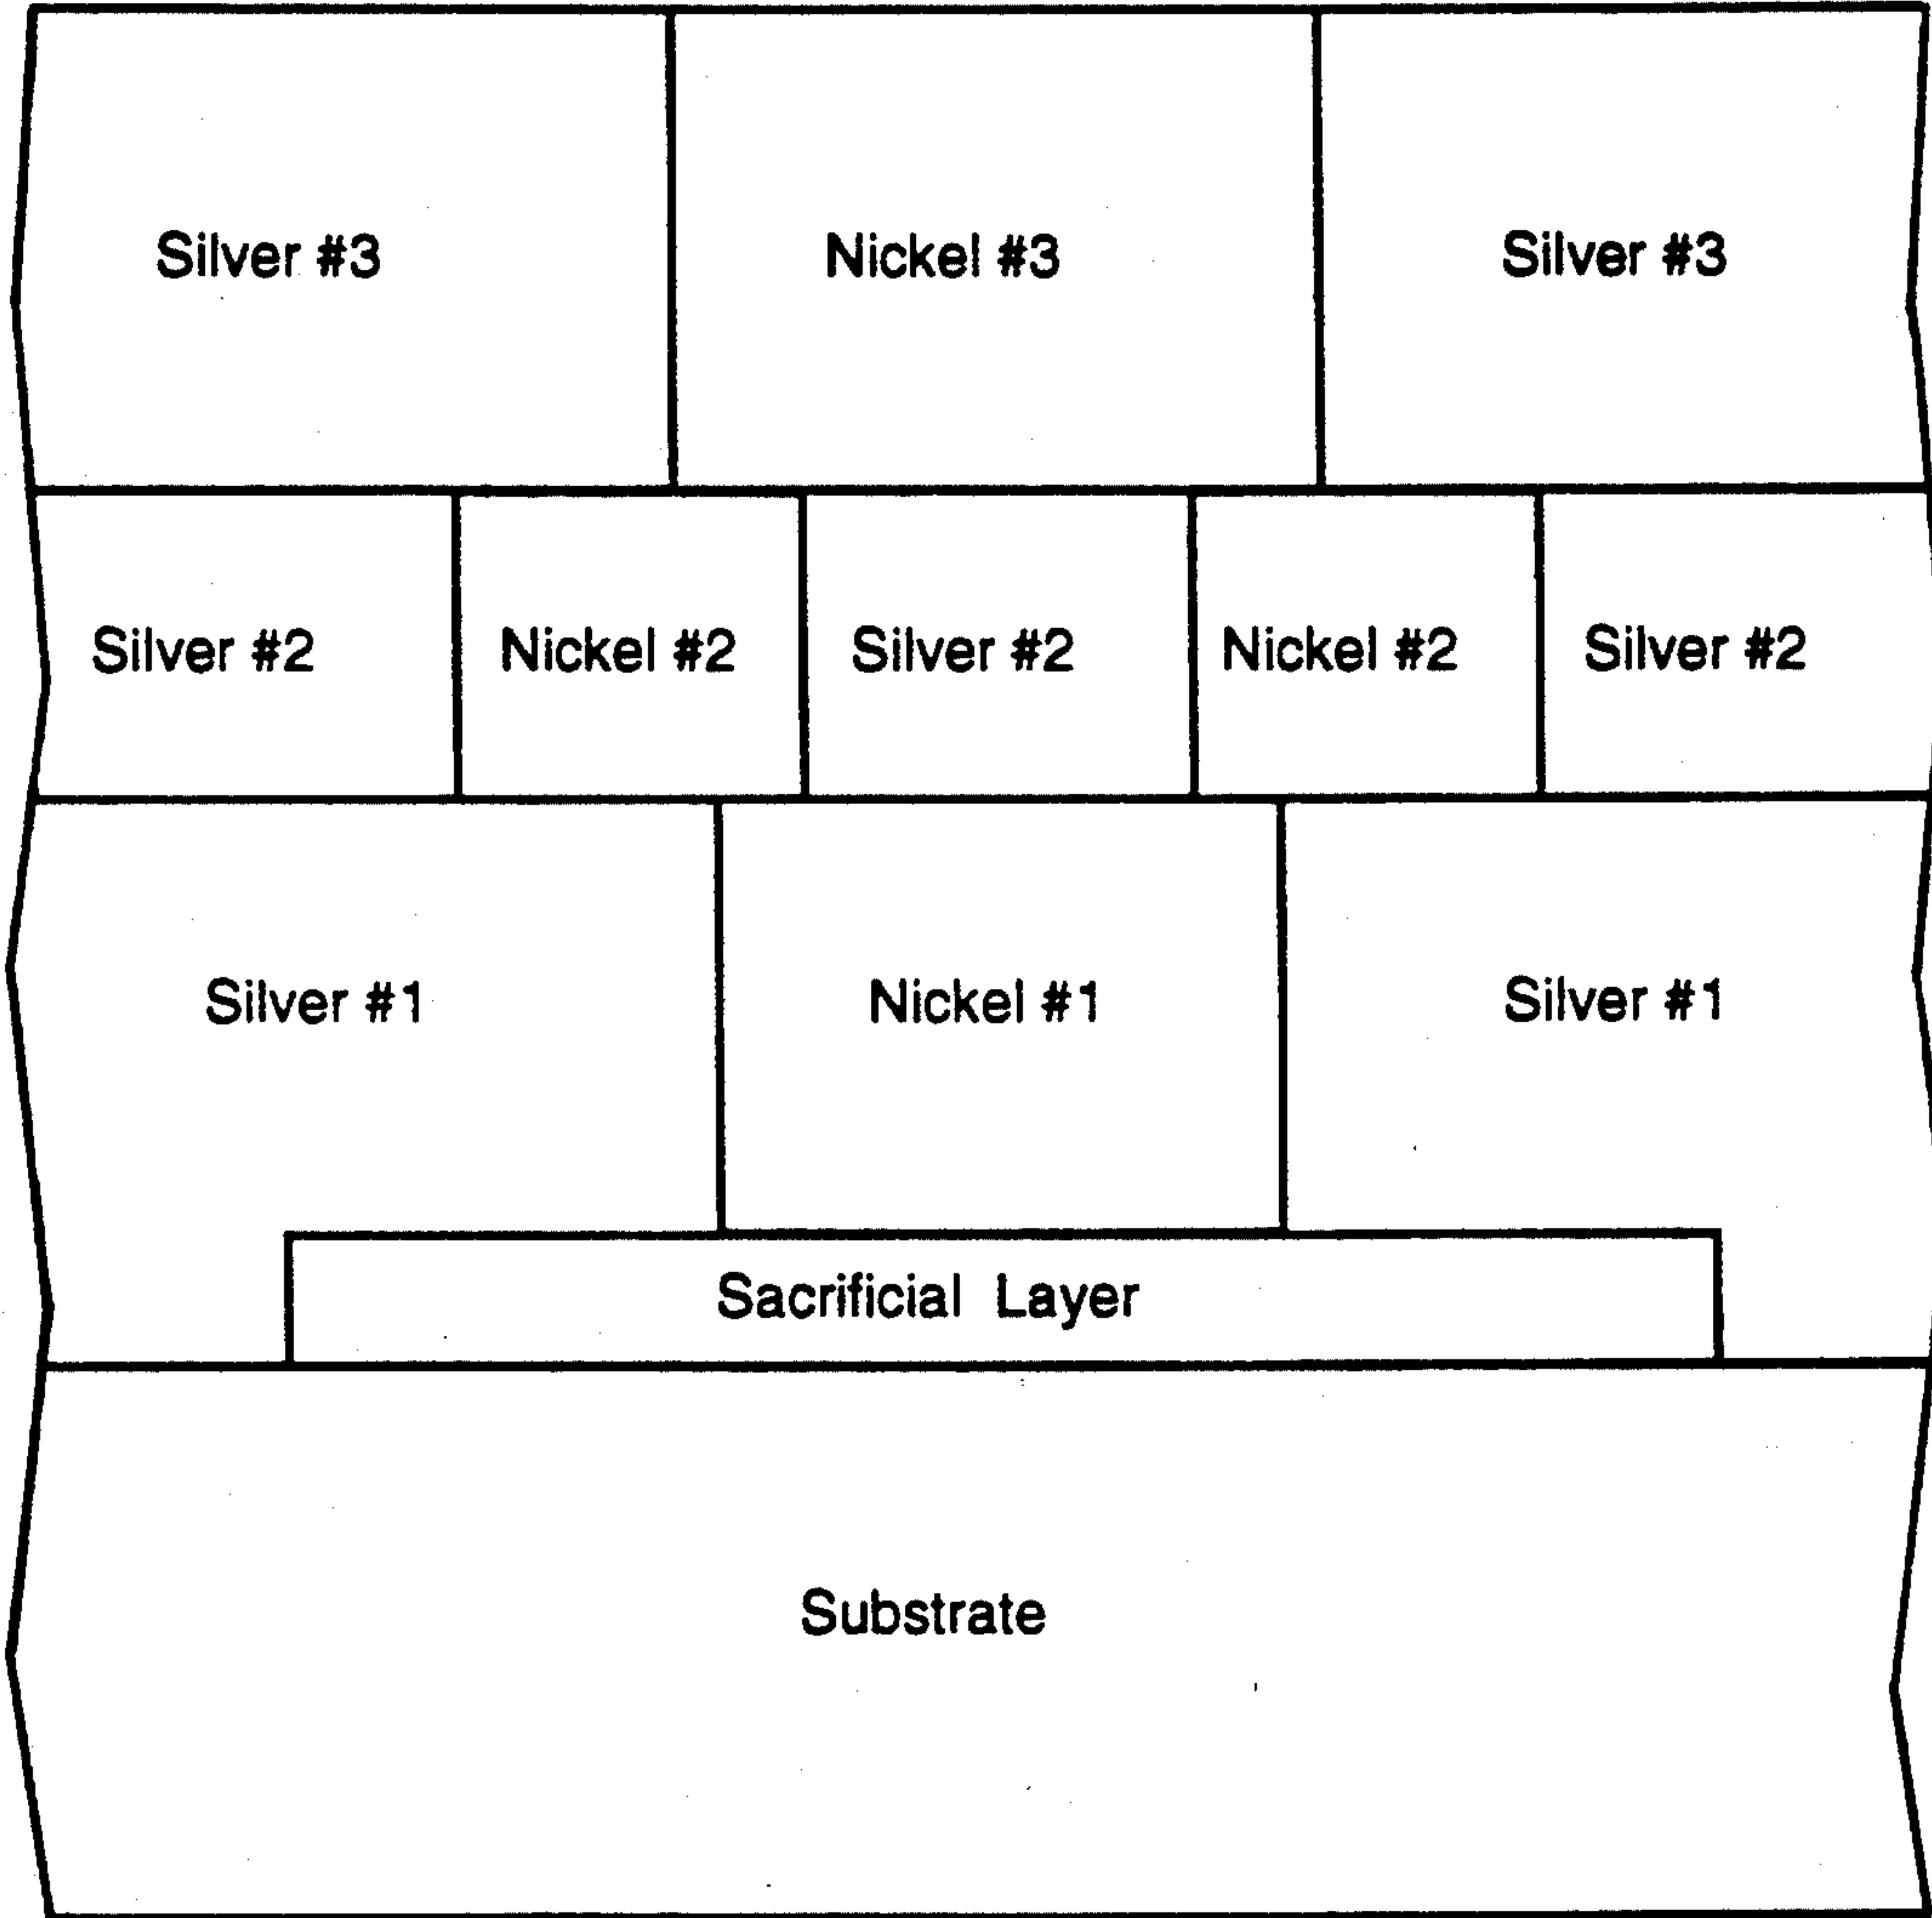 Silver #3 Nickel #3 Silver #3
Silver #2 Nickel #2 Silver #2 Nickel #2 Silver #2
Silver #1 Nickel #1 Silver #1
Sacrificial Layer
Substrate